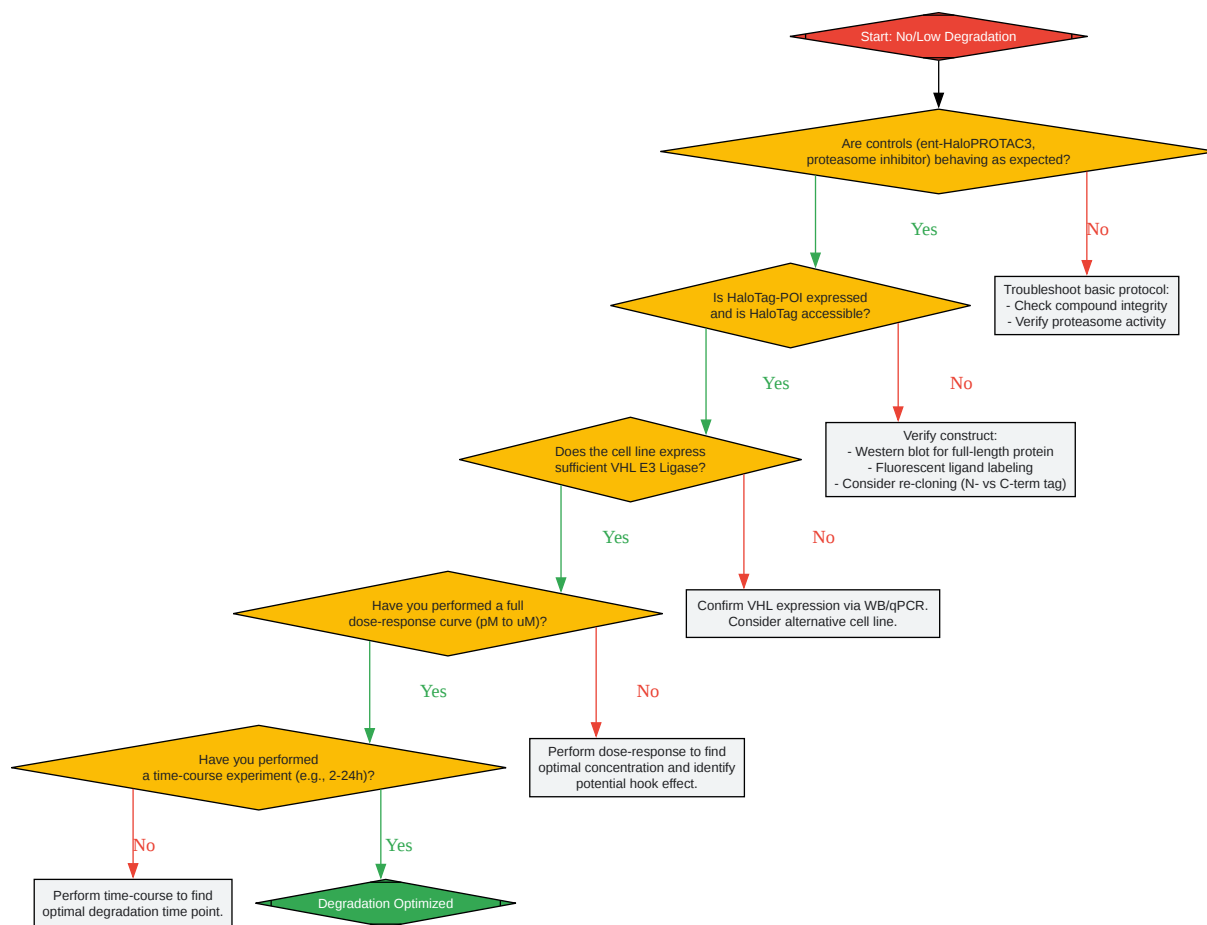 Start: No/Low Degradation
Are controls (ent-HaloPROTAC3,
proteasome inhibitor) behaving as expected?
Yes
No
Is HaloTag-POI expressed
and is HaloTag accessible?
Troubleshoot basic protocol:
- Check compound integrity
- Verify proteasome activity
Yes
No
Does the cell line express
sufficient VHL E3 Ligase?
Verify construct:
- Western blot for full-length protein
- Fluorescent ligand labeling
- Consider re-cloning (N- vs C-term tag)
Yes
No
Have you performed a full
dose-response curve (pM to uM)?
Confirm VHL expression via WB/qPCR.
Consider alternative cell line.
Yes
No
Have you performed
a time-course experiment (e.g., 2-24h)?
Perform dose-response to find
optimal concentration and identify
potential hook effect.
No
Yes
Perform time-course to find
optimal degradation time point.
Degradation Optimized